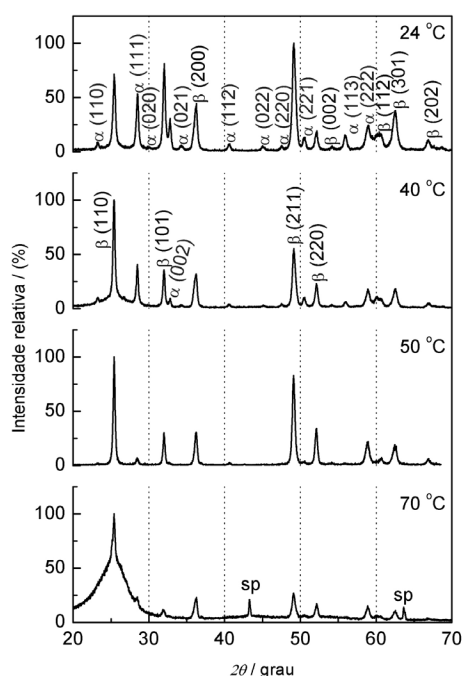 24 °C
100
50
0
α (110)
α (111)
α (020)
α (021)
β (200)
α (112)
α (022)
α (220)
α (221)
β (002)
α (113)
α (222)
β (112)
β (301)
β (202)
40 °C
100
50
0
β (110)
β (101)
α (002)
β (211)
β (220)
50 °C
100
50
0
70 °C
100
50
0
sp
sp
20 30 40 50 60 70
2θ / grau
Intensidade relativa / (%)